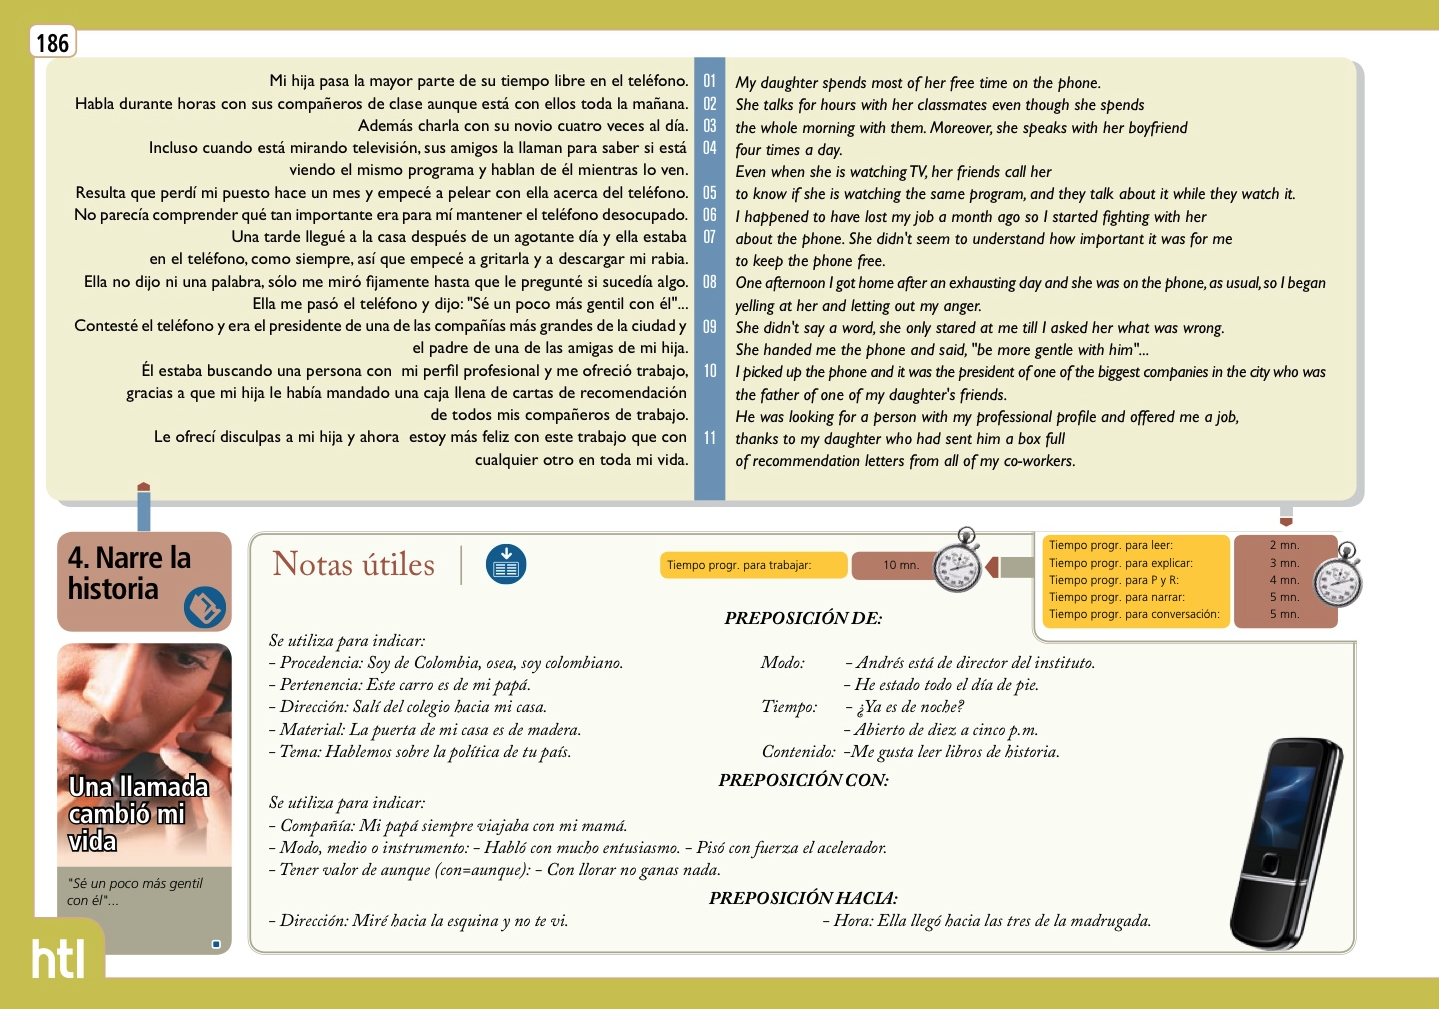 186
Mi hija pasa la mayor parte de su tiempo libre en el teléfono.
Habla durante horas con sus compañeros de clase aunque está con ellos toda la mañana.
Además charla con su novio cuatro veces al día.
Incluso cuando está mirando televisión, sus amigos la llaman para saber si está
viendo el mismo programa y hablan de él mientras lo ven.
Resulta que perdí mi puesto hace un mes y empecé a pelear con ella acerca del teléfono.
No parecía comprender qué tan importante era para mí mantener el teléfono desocupado.
Una tarde llegué a la casa después de un agotante día y ella estaba
en el teléfono, como siempre, así que empecé a gritarla y a descargar mi rabia.
Ella no dijo ni una palabra, sólo me miró fijamente hasta que le pregunté si sucedía algo.
Ella me pasó el teléfono y dijo: "Sé un poco más gentil con él"...
Contesté el teléfono y era el presidente de una de las compañías más grandes de la ciudad y
el padre de una de las amigas de mi hija.
Él estaba buscando una persona con mi perfil profesional y me ofreció trabajo,
gracias a que mi hija le había mandado una caja llena de cartas de recomendación
de todos mis compañeros de trabajo.
Le ofrecí disculpas a mi hija y ahora estoy más feliz con este trabajo que con
cualquier otro en toda mi vida.
01
02
03
04
05
06
07
08
09
10
11
My daughter spends most of her free time on the phone.
She talks for hours with her classmates even though she spends
the whole morning with them. Moreover, she speaks with her boyfriend
four times a day.
Even when she is watching TV, her friends call her
to know if she is watching the same program, and they talk about it while they watch it.
I happened to have lost my job a month ago so I started fighting with her
about the phone. She didn't seem to understand how important it was for me
to keep the phone free.
One afternoon I got home after an exhausting day and she was on the phone, as usual, so I began
yelling at her and letting out my anger.
She didn't say a word, she only stared at me till I asked her what was wrong.
She handed me the phone and said, "be more gentle with him"...
I picked up the phone and it was the president of one of the biggest companies in the city who was
the father of one of my daughter's friends.
He was looking for a person with my professional profile and offered me a job,
thanks to my daughter who had sent him a box full
of recommendation letters from all of my co-workers.
4. Narre la
historia
Una llamada
cambió mi
vida
"Sé un poco más gentil
con él"...
htl
Notas útiles
Tiempo progr. para trabajar: 10 mn.
Tiempo progr. para leer: 2 mn.
Tiempo progr. para explicar: 3 mn.
Tiempo progr. para P y R: 4 mn.
Tiempo progr. para narrar: 5 mn.
Tiempo progr. para conversación: 5 mn.
PREPOSICIÓN DE:
Se utiliza para indicar:
- Procedencia: Soy de Colombia, osea, soy colombiano.
- Pertenencia: Este carro es de mi papá.
- Dirección: Salí del colegio hacia mi casa.
- Material: La puerta de mi casa es de madera.
- Tema: Hablemos sobre la política de tu país.
Modo: - Andrés está de director del instituto.
- He estado todo el día de pie.
Tiempo: - ¿Ya es de noche?
- Abierto de diez a cinco p.m.
Contenido: -Me gusta leer libros de historia.
PREPOSICIÓN CON:
Se utiliza para indicar:
- Compañía: Mi papá siempre viajaba con mi mamá.
- Modo, medio o instrumento: - Habló con mucho entusiasmo. - Pisó con fuerza el acelerador.
- Tener valor de aunque (con=aunque): - Con llorar no ganas nada.
PREPOSICIÓN HACIA:
- Dirección: Miré hacia la esquina y no te vi. - Hora: Ella llegó hacia las tres de la madrugada.